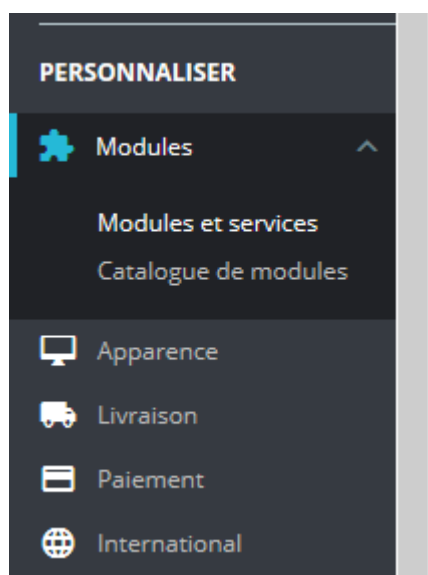 PERSONNALISER
Modules
Modules et services
Catalogue de modules
Apparence
Livraison
Paiement
International